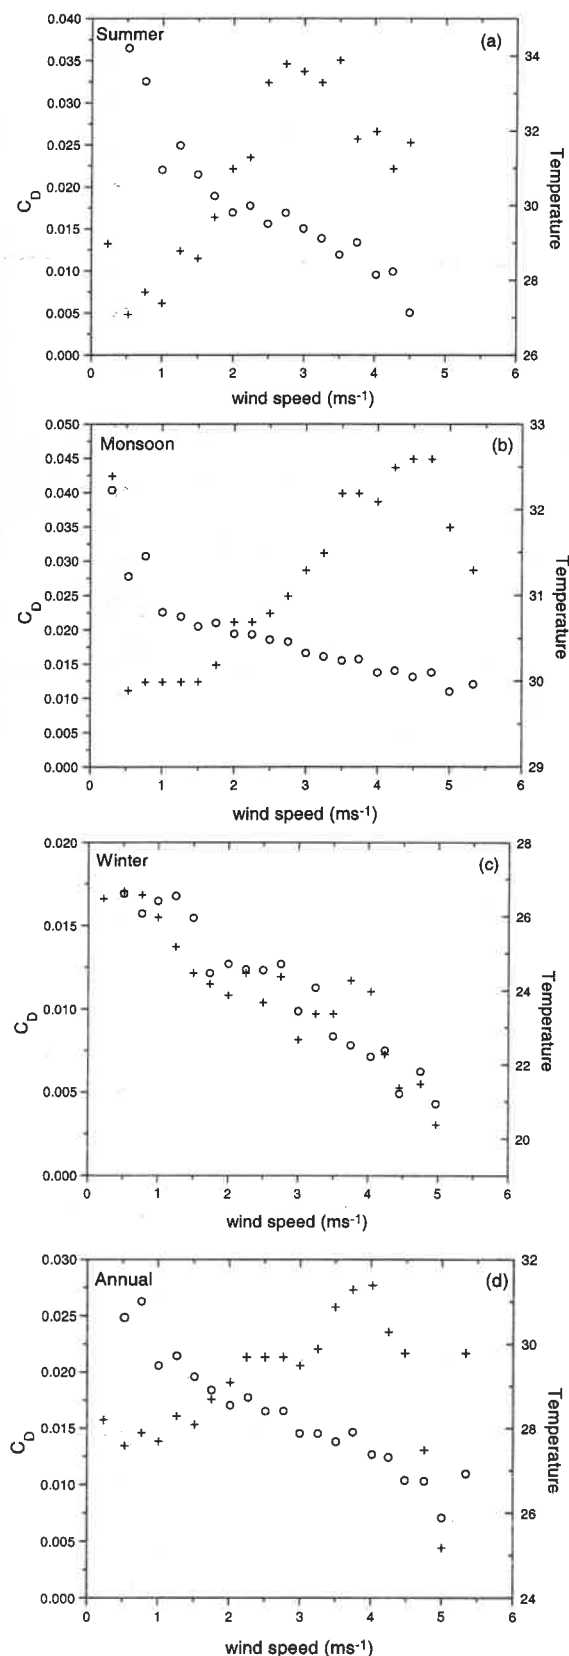 Summer
(a)
0.040
0.035
0.030
0.025
0.020
0.015
0.010
0.005
0.000
C_D
34
32
30
28
26
Temperature
0 1 2 3 4 5 6
wind speed (ms⁻¹)
Monsoon
(b)
0.050
0.045
0.040
0.035
0.030
0.025
0.020
0.015
0.010
0.005
0.000
C_D
33
32
31
30
29
Temperature
0 1 2 3 4 5 6
wind speed (ms⁻¹)
Winter
(c)
0.020
0.015
0.010
0.005
0.000
C_D
28
26
24
22
20
Temperature
0 1 2 3 4 5 6
wind speed (ms⁻¹)
Annual
(d)
0.030
0.025
0.020
0.015
0.010
0.005
0.000
C_D
32
30
28
26
24
Temperature
0 1 2 3 4 5 6
wind speed (ms⁻¹)